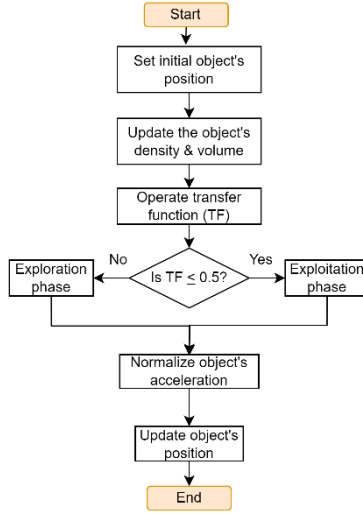 Start
Set initial object's
position
Update the object's
density & volume
Operate transfer
function (TF)
No
Is TF ≤ 0.5?
Yes
Exploration
phase
Exploitation
phase
Normalize object's
acceleration
Update object's
position
End